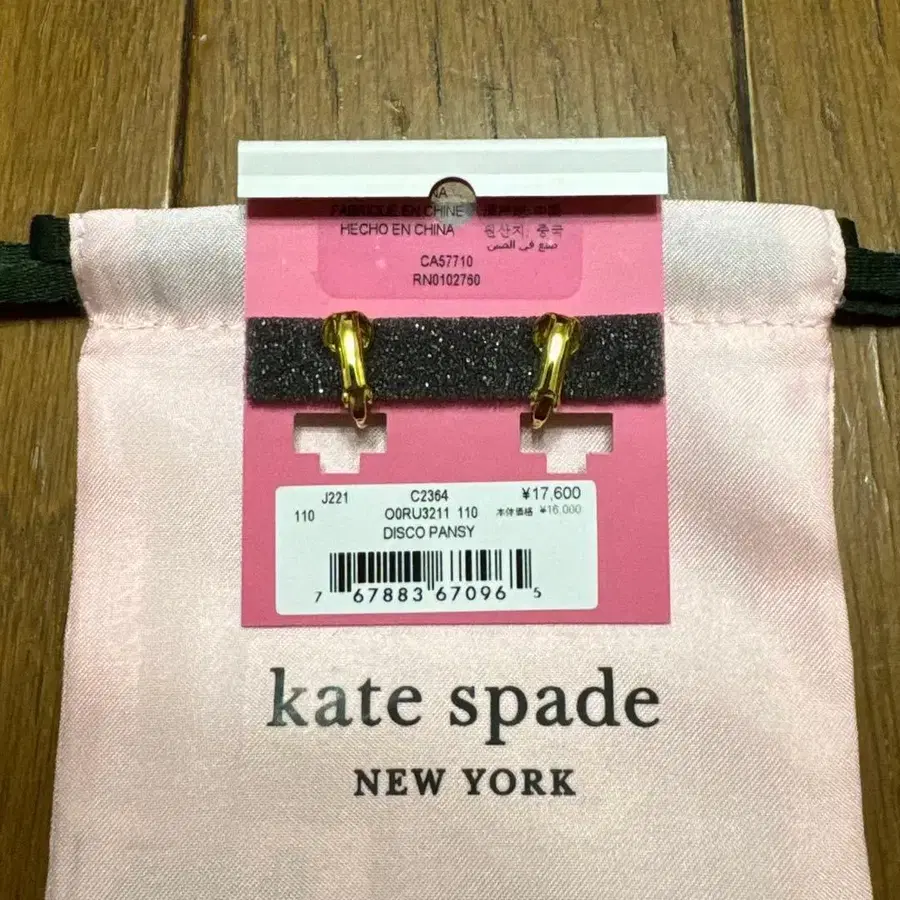 NA
FABRIQUE EN CHINE
HECHO EN CHINA 원산지: 중국
صنع في الصين
CA57710
RN0102760
J221 C2364 ¥17,600
110 O0RU3211 110 本体価格 ¥16,000
DISCO PANSY
7 67883 67096 5
kate spade
NEW YORK